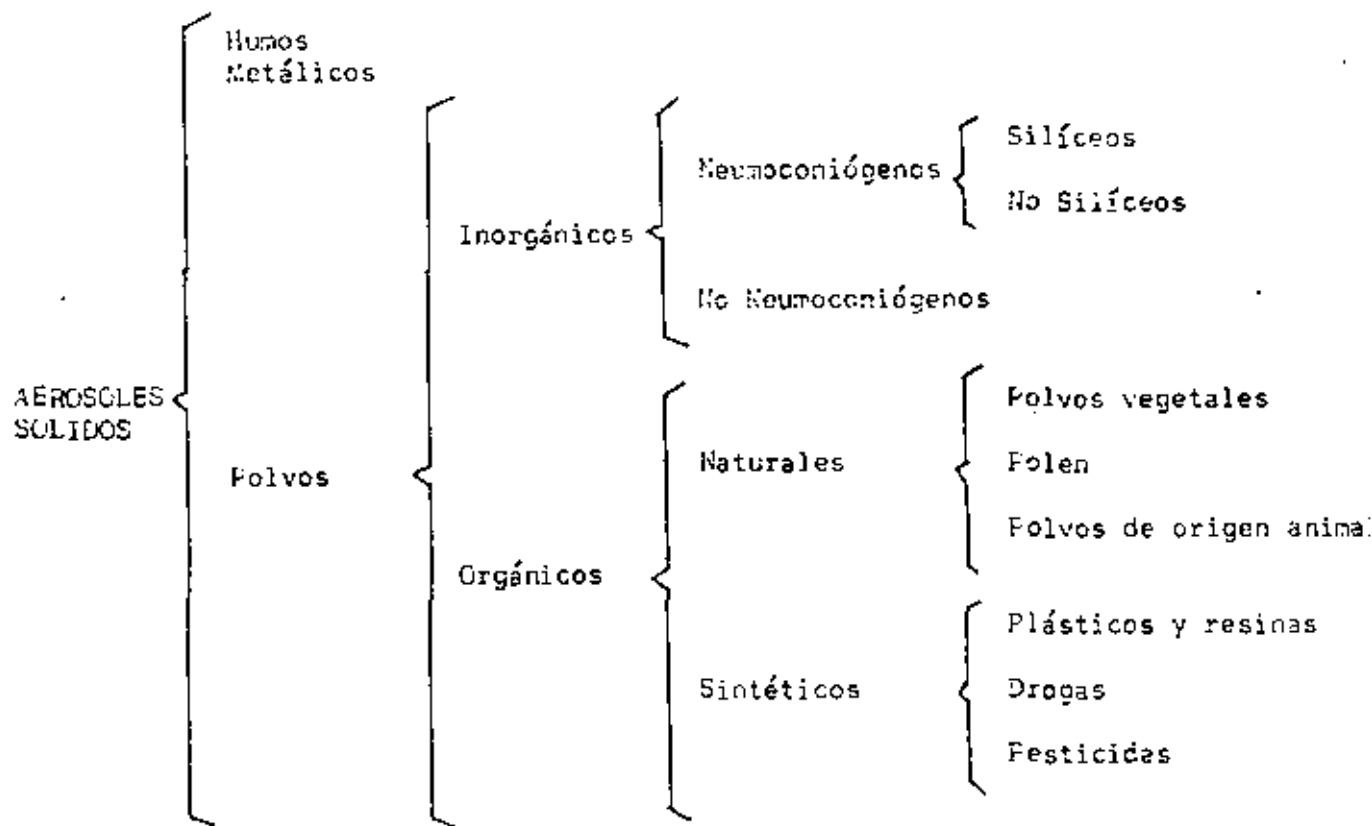 Humos
Metálicos
Silíceos
Neumoconiógenos
No Silíceos
Inorgánicos
No Neumoconiógenos
AEROSOLES
SOLIDOS
Polvos vegetales
Naturales
Polen
Polvos
Polvos de origen animal
Orgánicos
Plásticos y resinas
Sintéticos
Drogas
Pesticidas